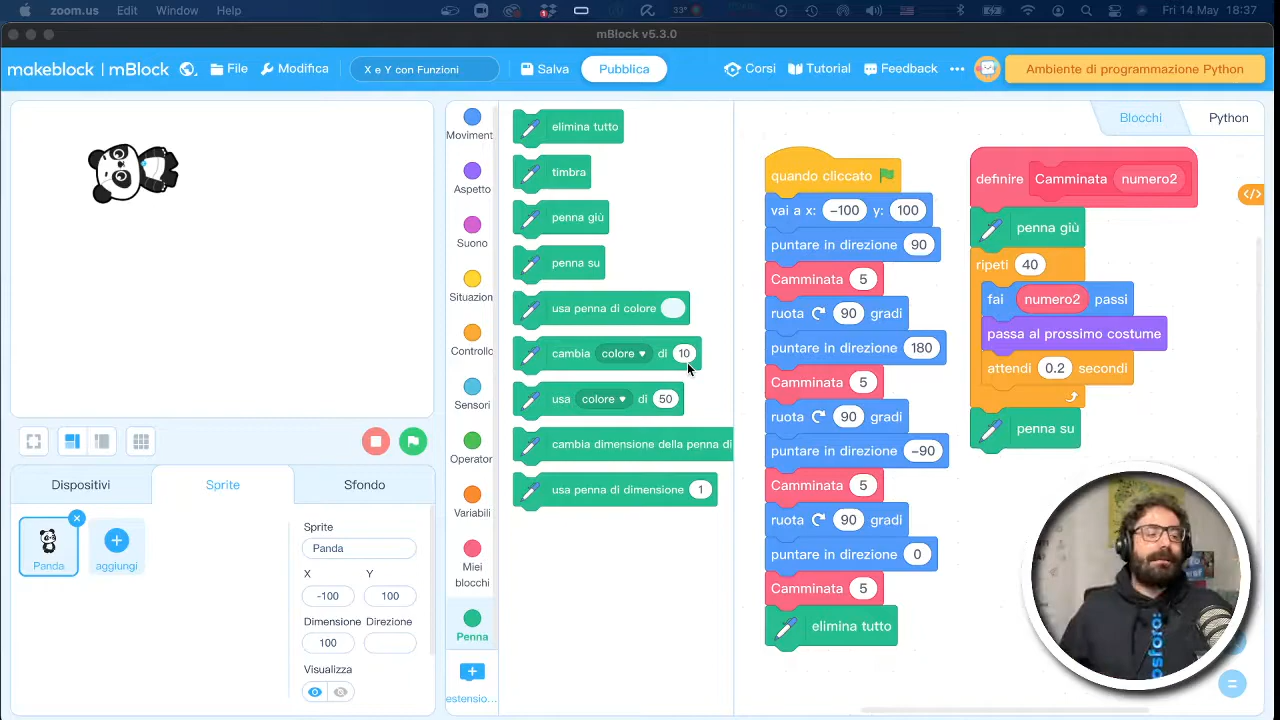 zoom.us Edit Window Help
33°
Fri 14 May 18:37
mBlock v5.3.0
makeblock | mBlock
File
Modifica
X e Y con Funzioni
Salva
Pubblica
Corsi
Tutorial
Feedback
Ambiente di programmazione Python
Movimento
Aspetto
Suono
Situazioni
Controllo
Sensori
Operatori
Variabili
Miei
blocchi
Penna
estensio...
elimina tutto
timbra
penna giù
penna su
usa penna di colore
cambia colore di 10
usa colore di 50
cambia dimensione della penna di
usa penna di dimensione 1
Blocchi
Python
quando cliccato
vai a x: -100 y: 100
puntare in direzione 90
Camminata 5
ruota 90 gradi
puntare in direzione 180
Camminata 5
ruota 90 gradi
puntare in direzione -90
Camminata 5
ruota 90 gradi
puntare in direzione 0
Camminata 5
elimina tutto
definire Camminata numero2
penna giù
ripeti 40
fai numero2 passi
passa al prossimo costume
attendi 0.2 secondi
penna su
Dispositivi
Sprite
Sfondo
Panda
aggiungi
Sprite
Panda
X
Y
-100
100
Dimensione
Direzione
100
Visualizza
osforo: